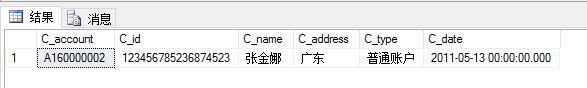 结果 消息
C_account C_id C_name C_address C_type C_date
1 A160000002 123456785236874523 张金娜 广东 普通账户 2011-05-13 00:00:00.000